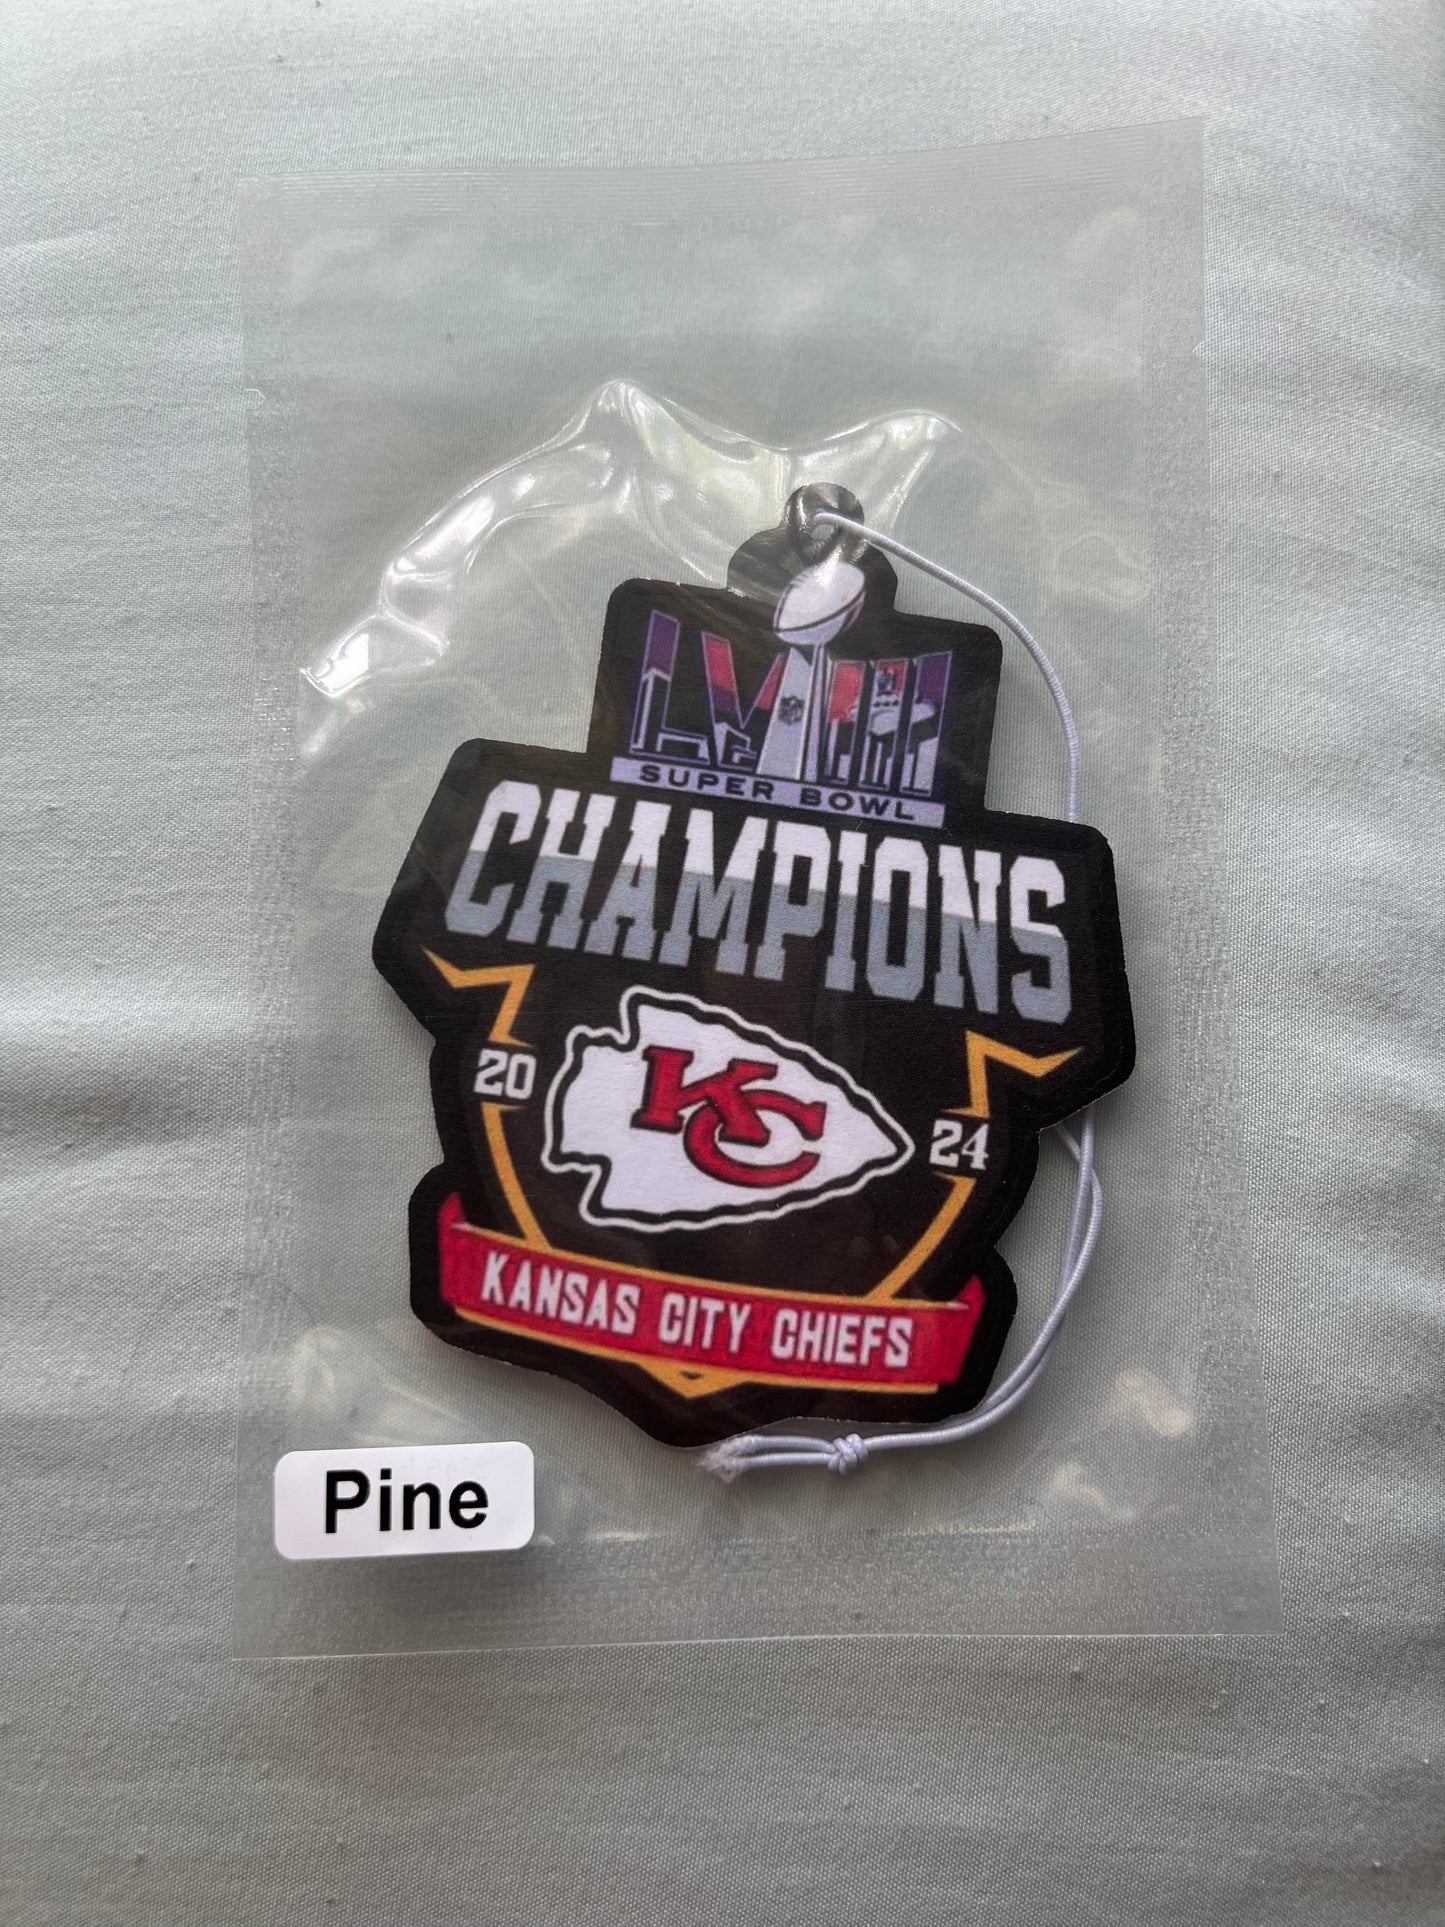 LVIII
SUPER BOWL
CHAMPIONS
20
KC
24
KANSAS CITY CHIEFS
Pine